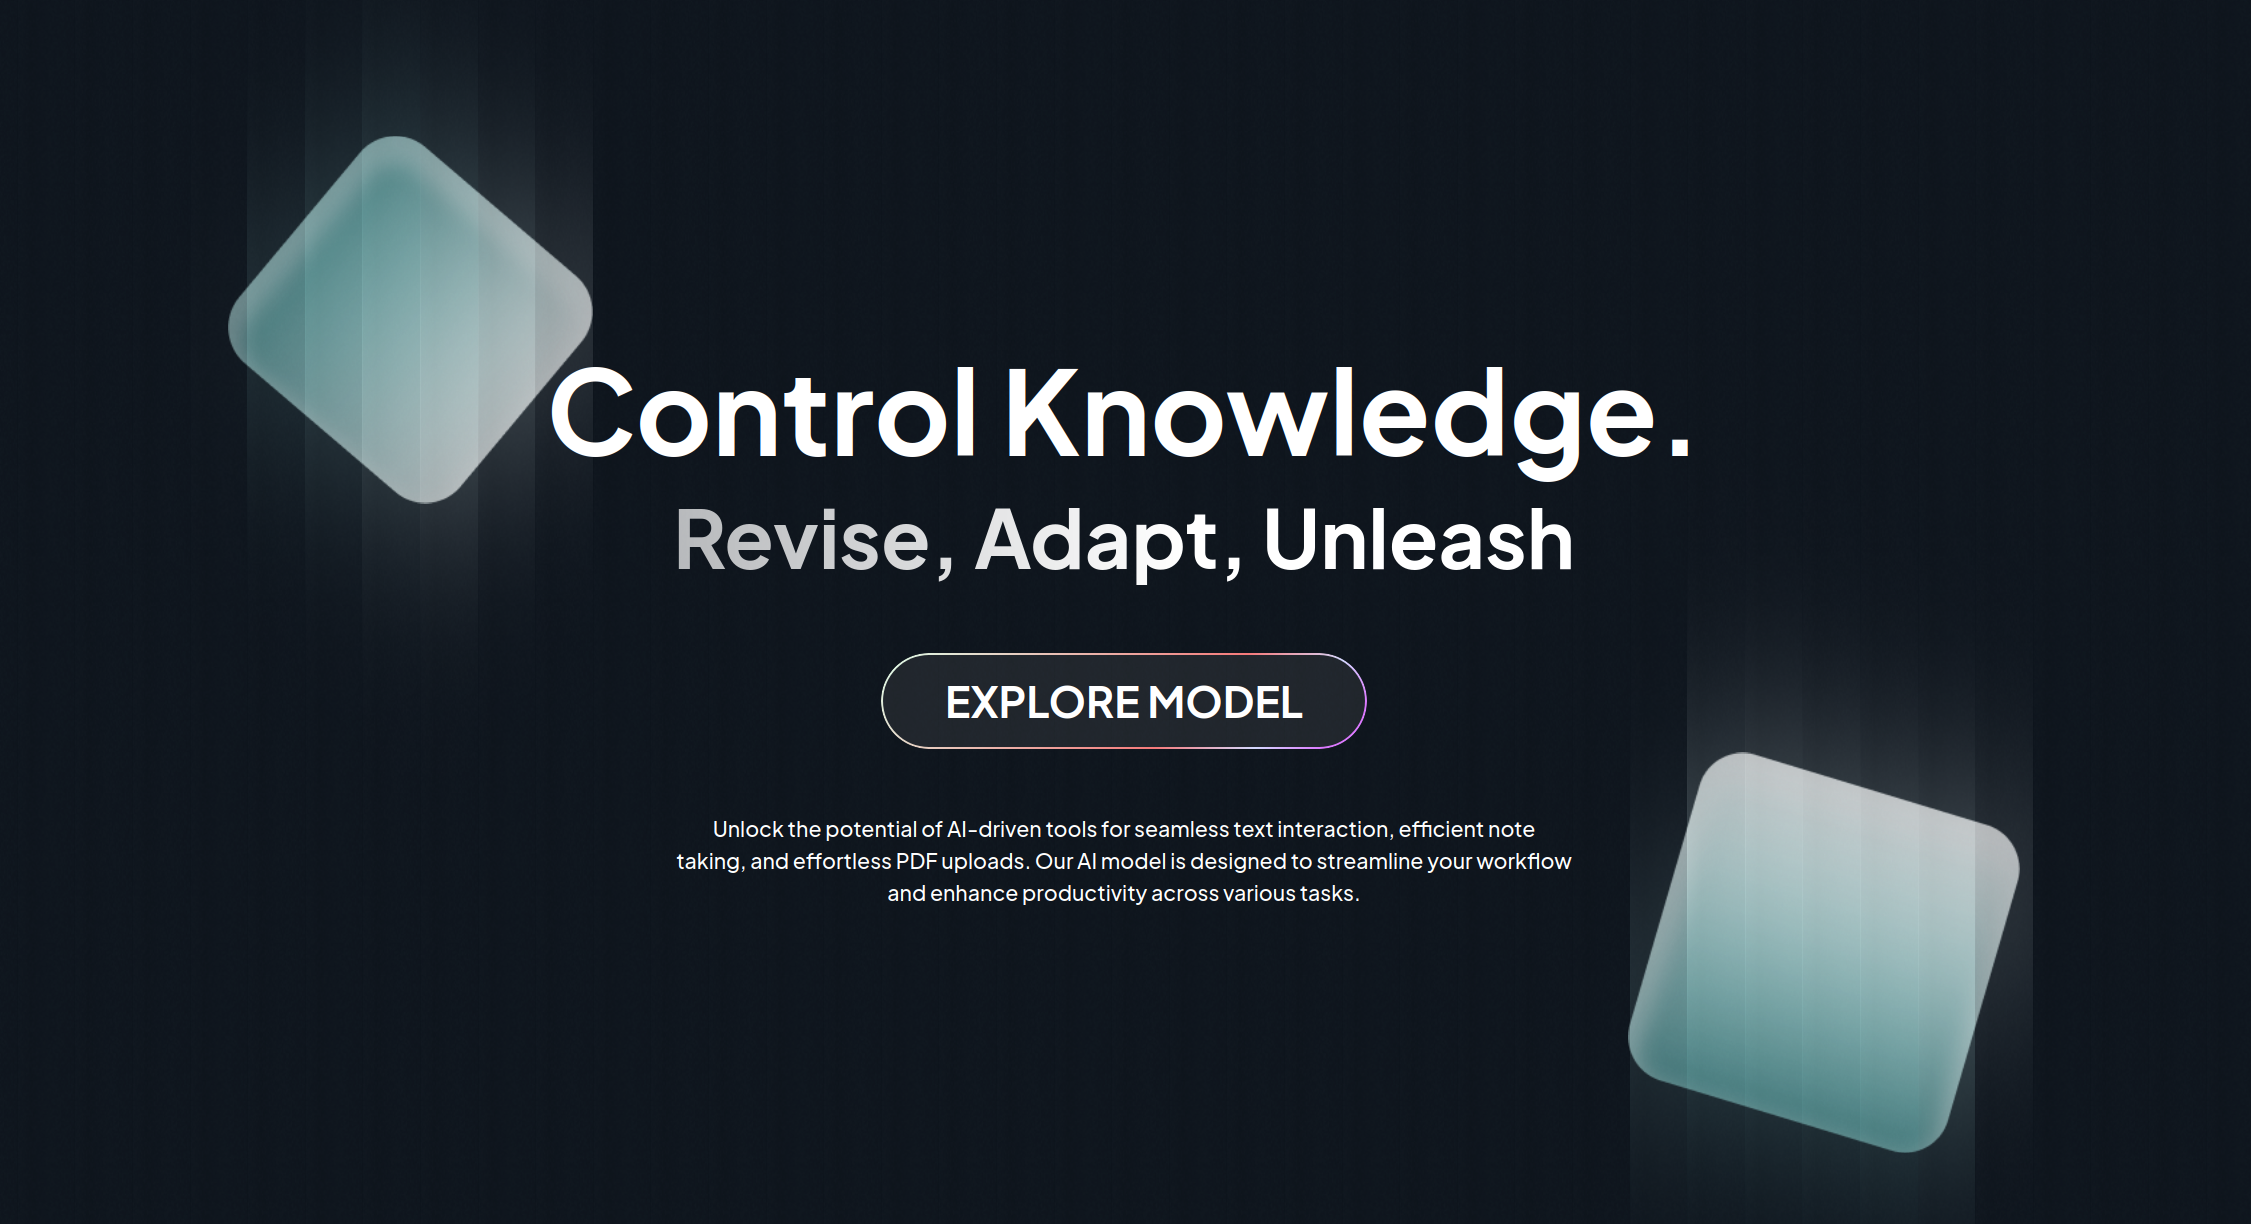 Control Knowledge.
Revise, Adapt, Unleash
EXPLORE MODEL
Unlock the potential of AI-driven tools for seamless text interaction, efficient note
taking, and effortless PDF uploads. Our AI model is designed to streamline your workflow
and enhance productivity across various tasks.